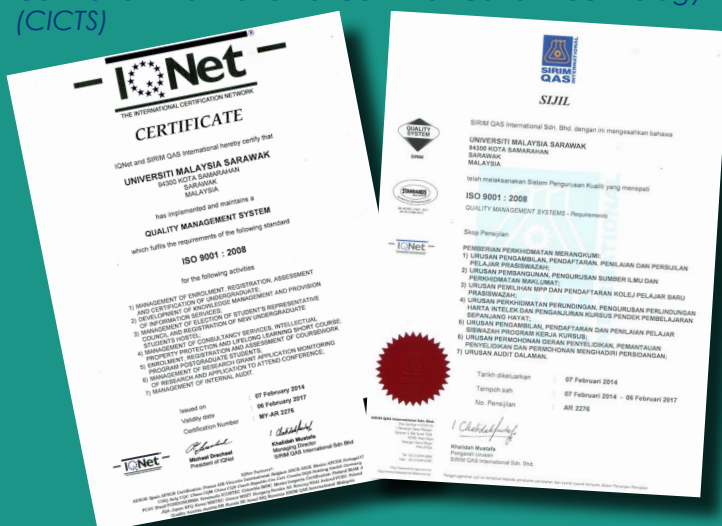 (CICTS)
IQNet
THE INTERNATIONAL CERTIFICATION NETWORK
CERTIFICATE
IQNet and SIRIM QAS International hereby certify that
UNIVERSITI MALAYSIA SARAWAK
94300 KOTA SAMARAHAN
SARAWAK
MALAYSIA
has implemented and maintains a
QUALITY MANAGEMENT SYSTEM
which fulfils the requirements of the following standard
ISO 9001 : 2008
for the following activities
1) MANAGEMENT OF ENROLMENT, REGISTRATION, ASSESSMENT
AND CERTIFICATION OF UNDERGRADUATE;
2) DEVELOPMENT OF KNOWLEDGE MANAGEMENT AND PROVISION
OF INFORMATION SERVICES;
3) MANAGEMENT OF ELECTION OF STUDENT'S REPRESENTATIVE
COUNCIL AND REGISTRATION OF NEW UNDERGRADUATE
STUDENTS HOSTEL;
4) MANAGEMENT OF CONSULTANCY SERVICES, INTELLECTUAL
PROPERTY PROTECTION AND LIFELONG LEARNING SHORT COURSE;
5) ENROLMENT, REGISTRATION AND ASSESSMENT OF COURSEWORK
PROGRAM POSTGRADUATE STUDENTS;
6) MANAGEMENT OF RESEARCH GRANT APPLICATION MONITORING
OF RESEARCH AND APPLICATION TO ATTEND CONFERENCE;
7) MANAGEMENT OF INTERNAL AUDIT.
Issued on : 07 February 2014
Validity date : 06 February 2017
Certification Number : MY-AR 2276
Michael Drechsel
President of IQNet
Khalidah Mustafa
Managing Director
SIRIM QAS International Sdn Bhd
IQNet
IQNet Partners*:
SIRIM
QAS
INTERNATIONAL
SIJIL
QUALITY
SYSTEM
SIRIM
STANDARDS
IQNet
SIRIM QAS International Sdn. Bhd. dengan ini mengesahkan bahawa
UNIVERSITI MALAYSIA SARAWAK
94300 KOTA SAMARAHAN
SARAWAK
MALAYSIA
telah melaksanakan Sistem Pengurusan Kualiti yang menepati
ISO 9001 : 2008
QUALITY MANAGEMENT SYSTEMS - Requirements
Skop Pensijilan
PEMBERIAN PERKHIDMATAN MERANGKUMI:
1) URUSAN PENGAMBILAN, PENDAFTARAN, PENILAIAN DAN PERSIJILAN
PELAJAR PRASISWAZAH;
2) URUSAN PEMBANGUNAN, PENGURUSAN SUMBER ILMU DAN
PERKHIDMATAN MAKLUMAT;
3) URUSAN PEMILIHAN MPP DAN PENDAFTARAN KOLEJ PELAJAR BARU
PRASISWAZAH;
4) URUSAN PERKHIDMATAN PERUNDINGAN, PENGURUSAN PERLINDUNGAN
HARTA INTELEK DAN PENGANJURAN KURSUS PENDEK PEMBELAJARAN
SEPANJANG HAYAT;
5) URUSAN PENGAMBILAN, PENDAFTARAN DAN PENILAIAN PELAJAR
SISWAZAH PROGRAM KERJA KURSUS;
6) URUSAN PERMOHONAN GERAN PENYELIDIKAN, PEMANTAUAN
PENYELIDIKAN DAN PERMOHONAN MENGHADIRI PERSIDANGAN;
7) URUSAN AUDIT DALAMAN.
Tarikh dikeluarkan : 07 Februari 2014
Tempoh sah : 07 Februari 2014 - 06 Februari 2017
No. Pensijilan : AR 2276
Khalidah Mustafa
Pengarah Urusan
SIRIM QAS International Sdn. Bhd.
SIRIM QAS International Sdn. Bhd.